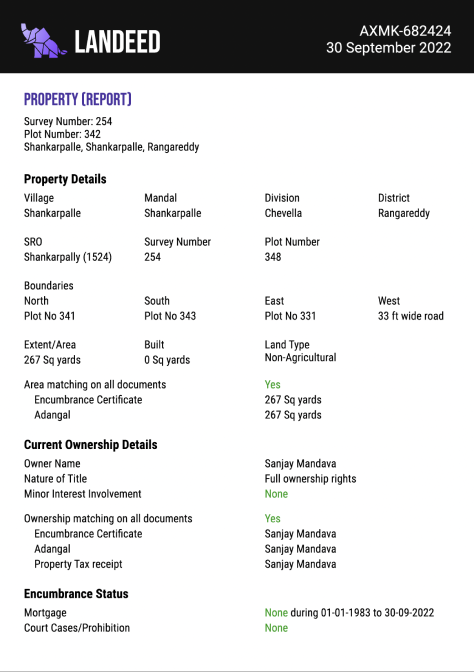 LANDEED
AXMK-682424
30 September 2022
PROPERTY (REPORT)
Survey Number: 254
Plot Number: 342
Shankarpalle, Shankarpalle, Rangareddy
Property Details
Village Mandal Division District
Shankarpalle Shankarpalle Chevella Rangareddy
SRO Survey Number Plot Number
Shankarpally (1524) 254 348
Boundaries
North South East West
Plot No 341 Plot No 343 Plot No 331 33 ft wide road
Extent/Area Built Land Type
267 Sq yards 0 Sq yards Non-Agricultural
Area matching on all documents Yes
Encumbrance Certificate 267 Sq yards
Adangal 267 Sq yards
Current Ownership Details
Owner Name Sanjay Mandava
Nature of Title Full ownership rights
Minor Interest Involvement None
Ownership matching on all documents Yes
Encumbrance Certificate Sanjay Mandava
Adangal Sanjay Mandava
Property Tax receipt Sanjay Mandava
Encumbrance Status
Mortgage None during 01-01-1983 to 30-09-2022
Court Cases/Prohibition None